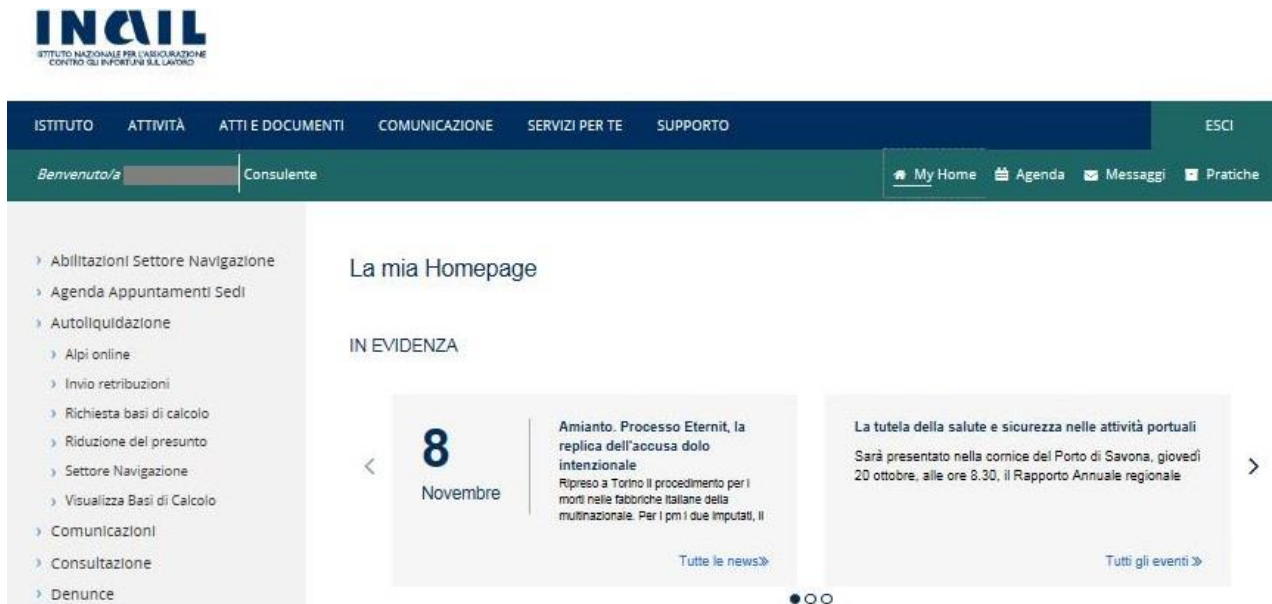 INAIL
ISTITUTO NAZIONALE PER L'ASSICURAZIONE
CONTRO GLI INFORTUNI SUL LAVORO
ISTITUTO ATTIVITÀ ATTI E DOCUMENTI COMUNICAZIONE SERVIZI PER TE SUPPORTO ESCI
Benvenuto/a Consulente My Home Agenda Messaggi Pratiche
Abilitazioni Settore Navigazione
Agenda Appuntamenti Sedi
Autoliquidazione
Alpi online
Invio retribuzioni
Richiesta basi di calcolo
Riduzione del presunto
Settore Navigazione
Visualizza Basi di Calcolo
Comunicazioni
Consultazione
Denunce
La mia Homepage
IN EVIDENZA
8
Novembre
Amianto. Processo Eternit, la
replica dell'accusa dolo
intenzionale
Ripreso a Torino il procedimento per i
morti nelle fabbriche italiane della
multinazionale. Per i pm i due imputati, il
Tutte le news
La tutela della salute e sicurezza nelle attività portuali
Sarà presentato nella cornice del Porto di Savona, giovedì
20 ottobre, alle ore 8.30, il Rapporto Annuale regionale
Tutti gli eventi